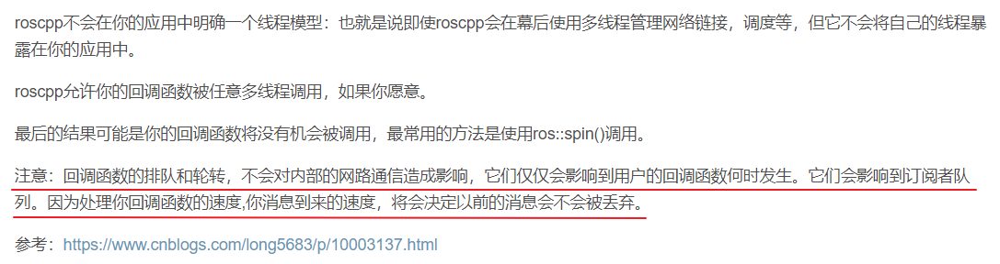 roscpp不会在你的应用中明确一个线程模型：也就是说即使roscpp会在幕后使用多线程管理网络链接，调度等，但它不会将自己的线程暴
露在你的应用中。
roscpp允许你的回调函数被任意多线程调用，如果你愿意。
最后的结果可能是你的回调函数将没有机会被调用，最常用的方法是使用ros::spin()调用。
注意：回调函数的排队和轮转，不会对内部的网路通信造成影响，它们仅仅会影响到用户的回调函数何时发生。它们会影响到订阅者队
列。因为处理你回调函数的速度,你消息到来的速度，将会决定以前的消息会不会被丢弃。
参考：https://www.cnblogs.com/long5683/p/10003137.html